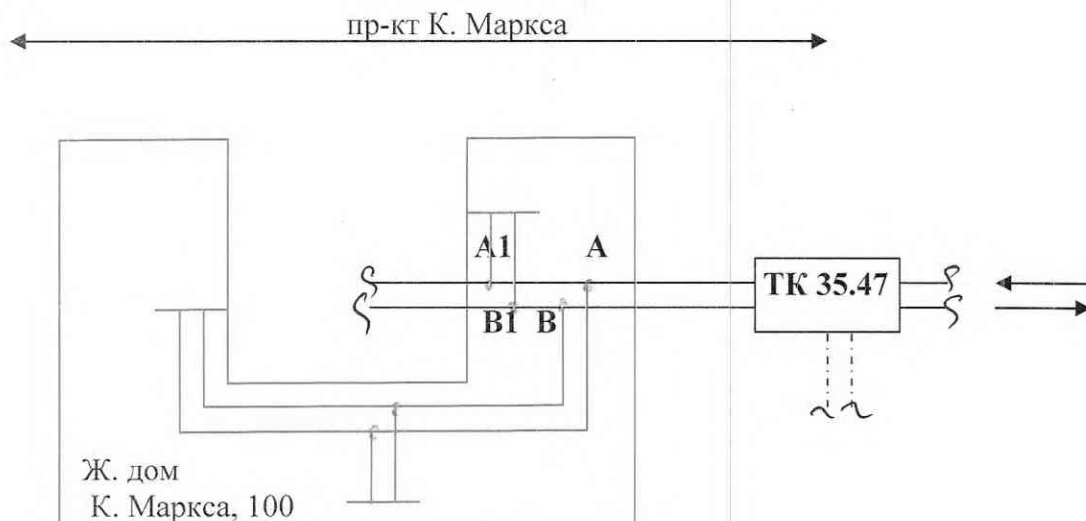 пр-кт К. Маркса
А1 А
ТК 35.47
В1 В
Ж. дом
К. Маркса, 100